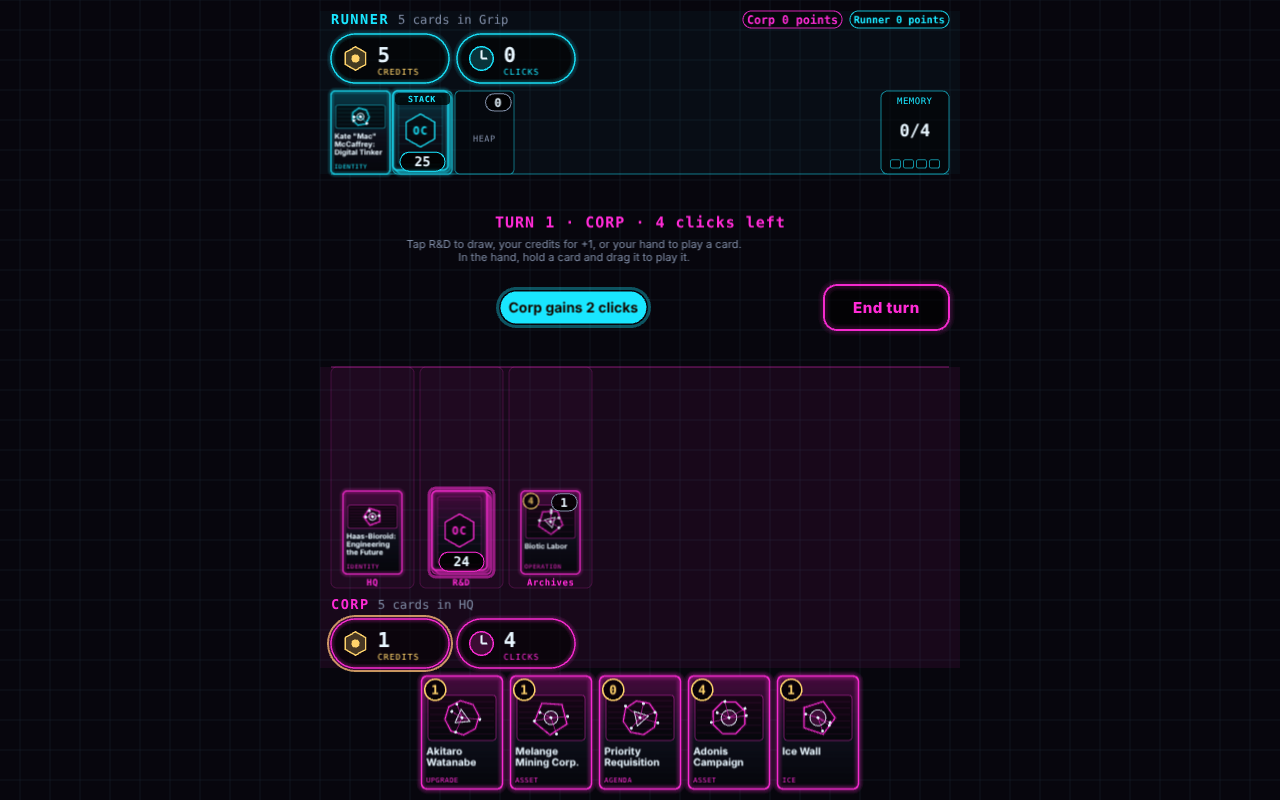 RUNNER 5 cards in Grip
Corp 0 points
Runner 0 points
5
CREDITS
0
CLICKS
Kate "Mac"
McCaffrey:
Digital Tinker
IDENTITY
STACK
OC
25
0
HEAP
MEMORY
0/4
TURN 1 · CORP · 4 clicks left
Tap R&D to draw, your credits for +1, or your hand to play a card.
In the hand, hold a card and drag it to play it.
Corp gains 2 clicks
End turn
Haas-Bioroid:
Engineering
the Future
IDENTITY
HQ
OC
24
R&D
4
1
Biotic Labor
OPERATION
Archives
CORP 5 cards in HQ
1
CREDITS
4
CLICKS
1
Akitaro
Watanabe
UPGRADE
1
Melange
Mining Corp.
ASSET
0
Priority
Requisition
AGENDA
4
Adonis
Campaign
ASSET
1
Ice Wall
ICE